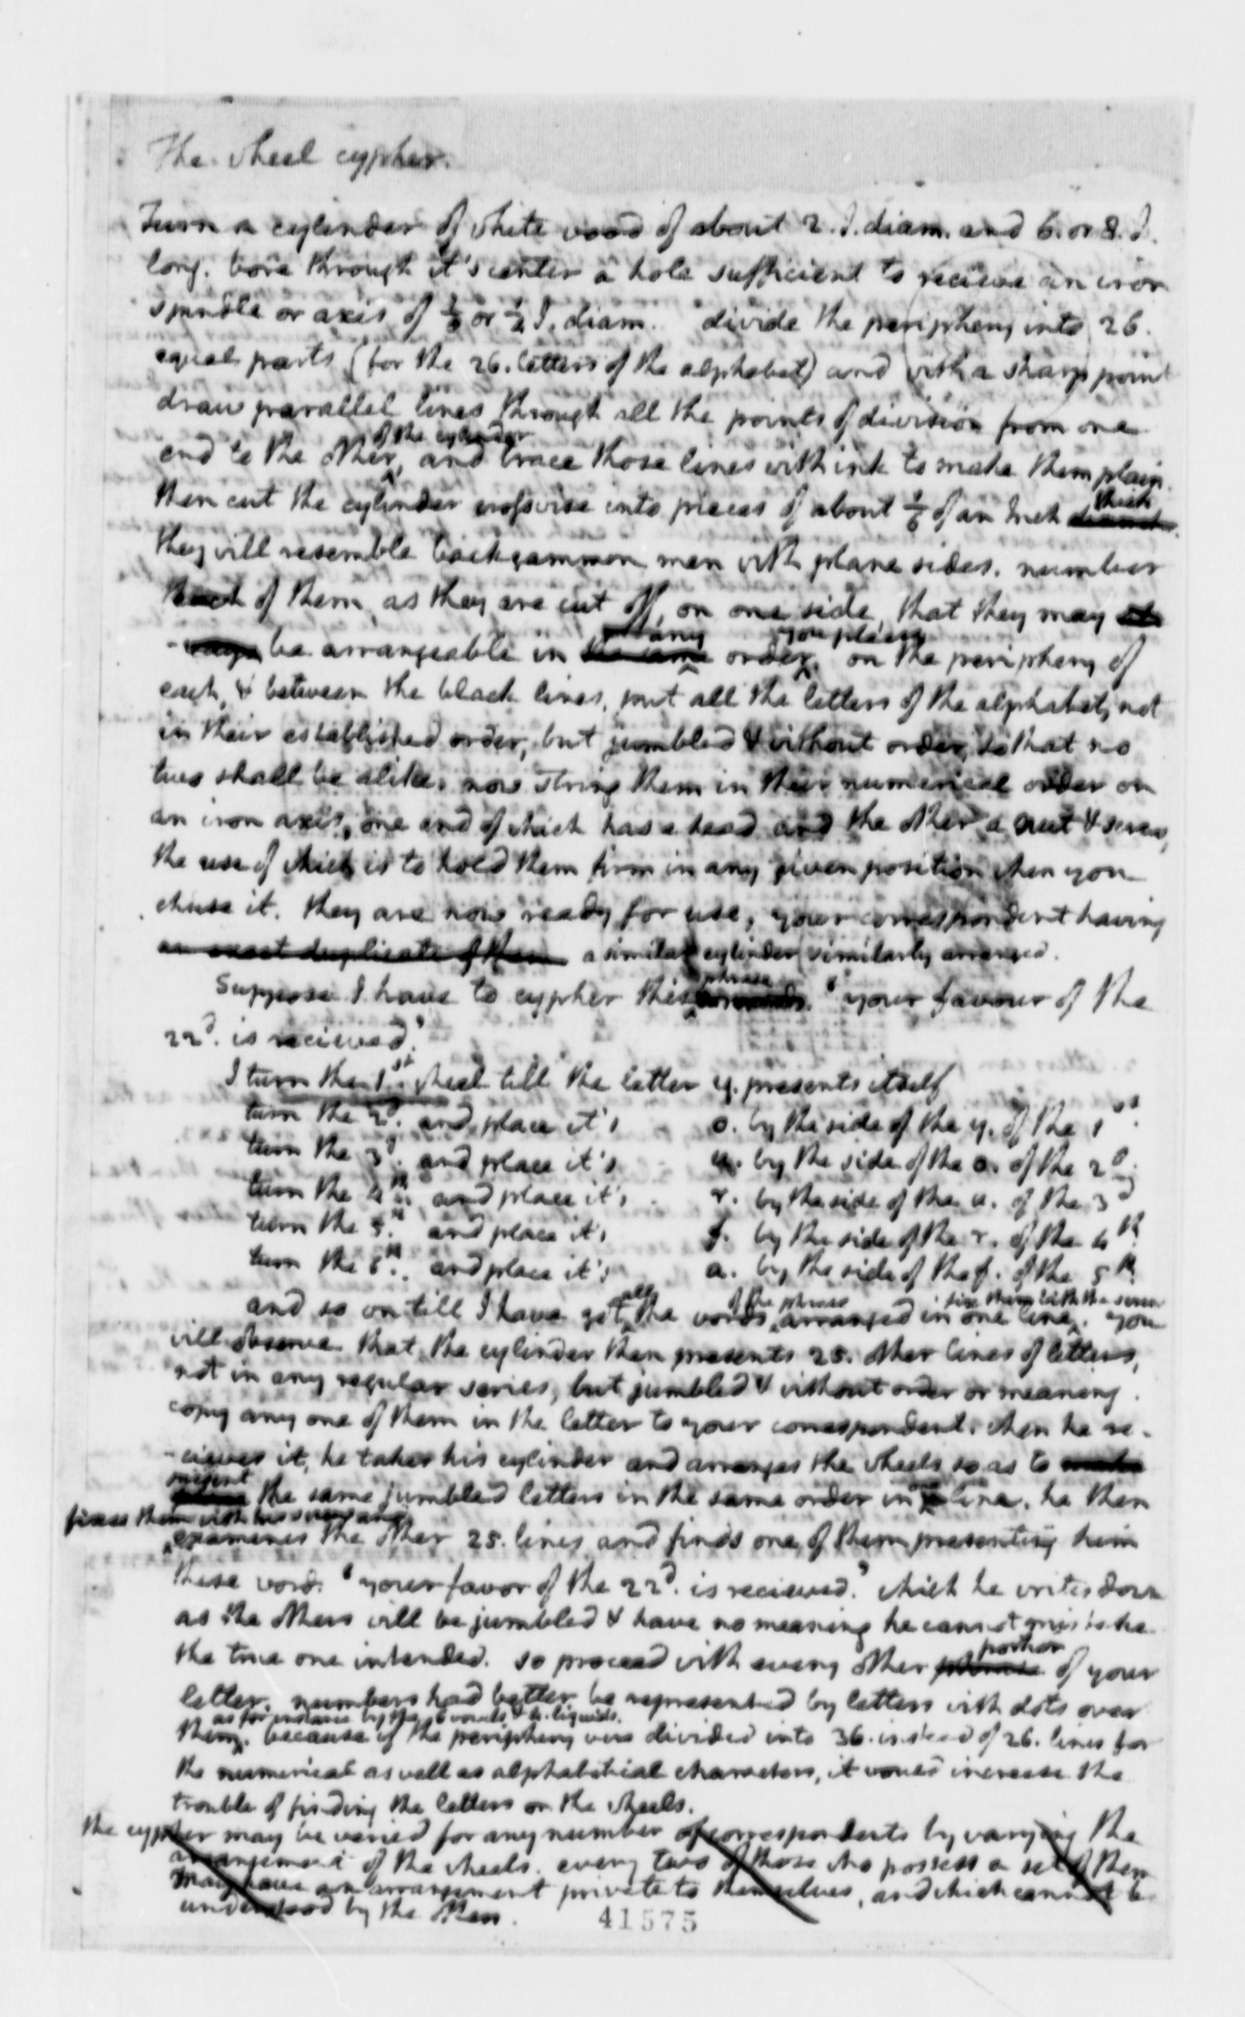 The wheel cypher.
Turn a cylinder of white wood of about 2. I. diam. and 6. or 8. I.
long. bore through it's center a hole sufficient to recieve an iron
spindle or axis of 1/8 or 1/4 I. diam. divide the periphery into 26.
equal parts (for the 26. letters of the alphabet) and with a sharp point
draw parallel lines through all the points of division from one
of the cylinder
end to the other, and trace those lines with ink to make them plain.
then cut the cylinder crosswise into pieces of about 1/6 of an Inch thick
they will resemble backgammon men with plane sides. number
each of them, as they are cut off, on one side, that they may
any you please
be arrangeable in the same order. on the periphery of
each, & between the black lines, put all the letters of the alphabet, not
in their established order, but jumbled & without order, so that no
two shall be alike. now string them in their numerical order on
an iron axis, one end of which has a head and the other a nut & screw,
the use of which is to hold them firm in any given position when you
chuse it. they are now ready for use, your correspondent having
an exact duplicate of them a similar cylinder, similarly arranged.
phrase
Suppose I have to cypher this . "your favour of the
22d. is recieved."
I turn the 1st. wheel till the letter y. presents itself
turn the 2d. and place it's o. by the side of the y. of the 1st.
turn the 3d. and place it's u. by the side of the o. of the 2d.
turn the 4th. and place it's r. by the side of the u. of the 3d
turn the 5th. and place it's f. by the side of the r. of the 4th.
turn the 6th. and place it's a. by the side of the f. of the 5th.
all of the phrase fix them with the screw
and so on till I have got the words arranged in one line. you
will observe that the cylinder then presents 25. other lines of letters,
not in any regular series, but jumbled & without order or meaning.
copy any one of them in the letter to your correspondent. when he re-
-cieves it, he takes his cylinder and arranges the wheels so as to
present the same jumbled letters in the same order in line. he then
fixes them with his screw and
examines the other 25. lines and finds one of them presenting him
these words "your favor of the 22d. is recieved." which he writes down
as the others will be jumbled & have no meaning he cannot miss
the true one intended. so proceed with every other phrase portion of your
letter. numbers had better be represented by letters with dots over
as for instance by the 6 vowels & 4. liquids.
them. because if the periphery were divided into 36. instead of 26. lines for
the numerical as well as alphabetical characters, it would increase the
trouble of finding the letters on the wheels.
the cypher may be varied for any number of correspondents by varying the
arrangement of the wheels. every two of those who possess a set of them
may have an arrangement private to themselves, and which cannot be
understood by the others.
41575